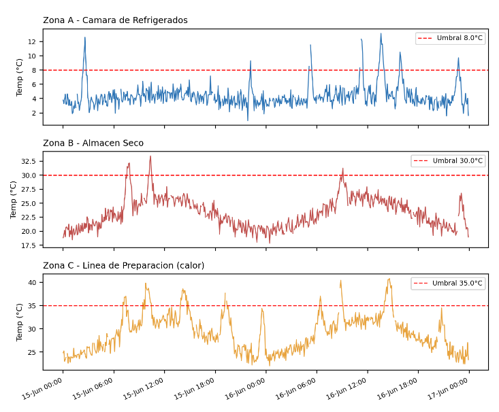 Zona A - Camara de Refrigerados
Temp (°C)
12
10
8
6
4
2
Umbral 8.0°C
Zona B - Almacen Seco
Temp (°C)
32.5
30.0
27.5
25.0
22.5
20.0
17.5
Umbral 30.0°C
Zona C - Linea de Preparacion (calor)
Temp (°C)
40
35
30
25
Umbral 35.0°C
15-Jun 00:00
15-Jun 06:00
15-Jun 12:00
15-Jun 18:00
16-Jun 00:00
16-Jun 06:00
16-Jun 12:00
16-Jun 18:00
17-Jun 00:00